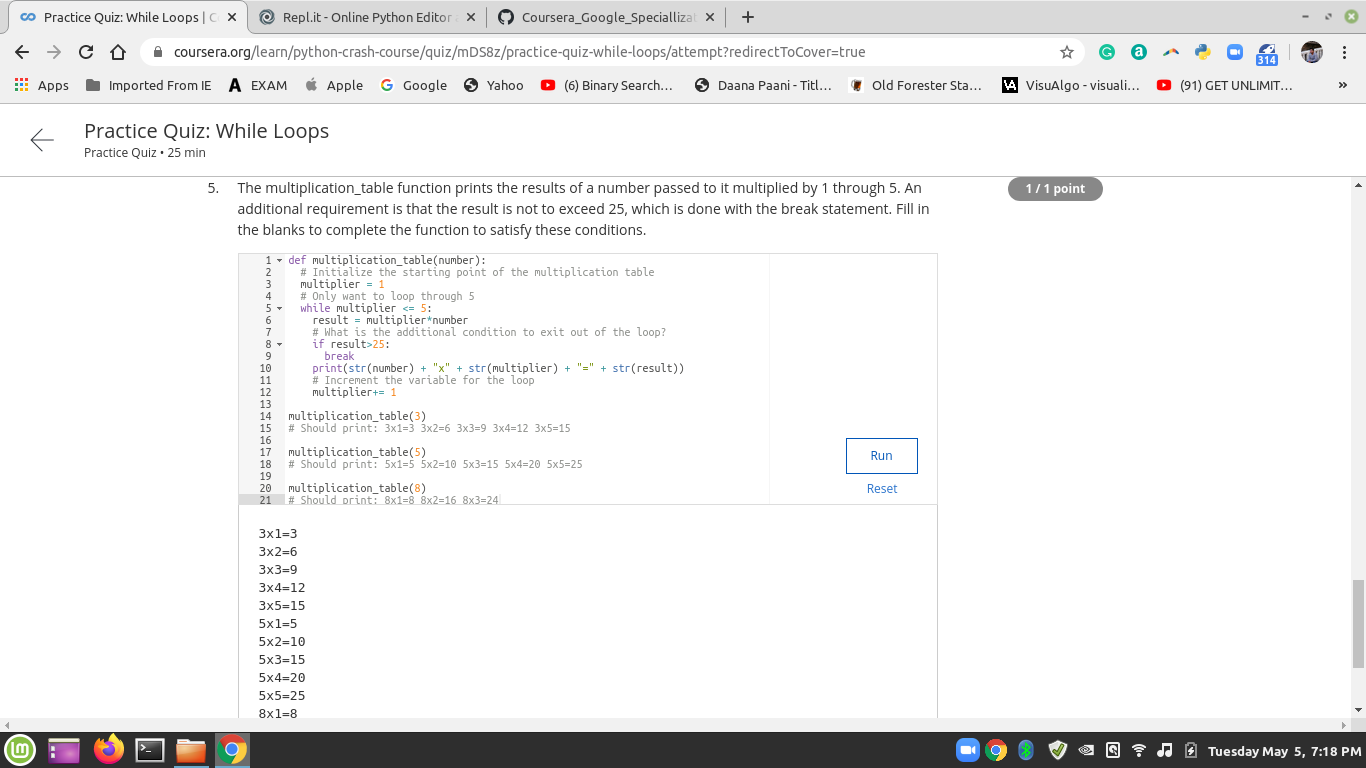 Practice Quiz: While Loops | C
Repl.it - Online Python Editor
Coursera_Google_Speciallizat
coursera.org/learn/python-crash-course/quiz/mDS8z/practice-quiz-while-loops/attempt?redirectToCover=true
314
Apps Imported From IE EXAM Apple Google Yahoo (6) Binary Search... Daana Paani - Titl... Old Forester Sta... VisuAlgo - visuali... (91) GET UNLIMIT... »
Practice Quiz: While Loops
Practice Quiz • 25 min
5. The multiplication_table function prints the results of a number passed to it multiplied by 1 through 5. An
additional requirement is that the result is not to exceed 25, which is done with the break statement. Fill in
the blanks to complete the function to satisfy these conditions.
1 / 1 point
1 def multiplication_table(number):
2 # Initialize the starting point of the multiplication table
3 multiplier = 1
4 # Only want to loop through 5
5 while multiplier <= 5:
6 result = multiplier*number
7 # What is the additional condition to exit out of the loop?
8 if result>25:
9 break
10 print(str(number) + "x" + str(multiplier) + "=" + str(result))
11 # Increment the variable for the loop
12 multiplier+= 1
13
14 multiplication_table(3)
15 # Should print: 3x1=3 3x2=6 3x3=9 3x4=12 3x5=15
16
17 multiplication_table(5)
18 # Should print: 5x1=5 5x2=10 5x3=15 5x4=20 5x5=25
19
20 multiplication_table(8)
21 # Should print: 8x1=8 8x2=16 8x3=24
Run
Reset
3x1=3
3x2=6
3x3=9
3x4=12
3x5=15
5x1=5
5x2=10
5x3=15
5x4=20
5x5=25
8x1=8
Tuesday May 5, 7:18 PM